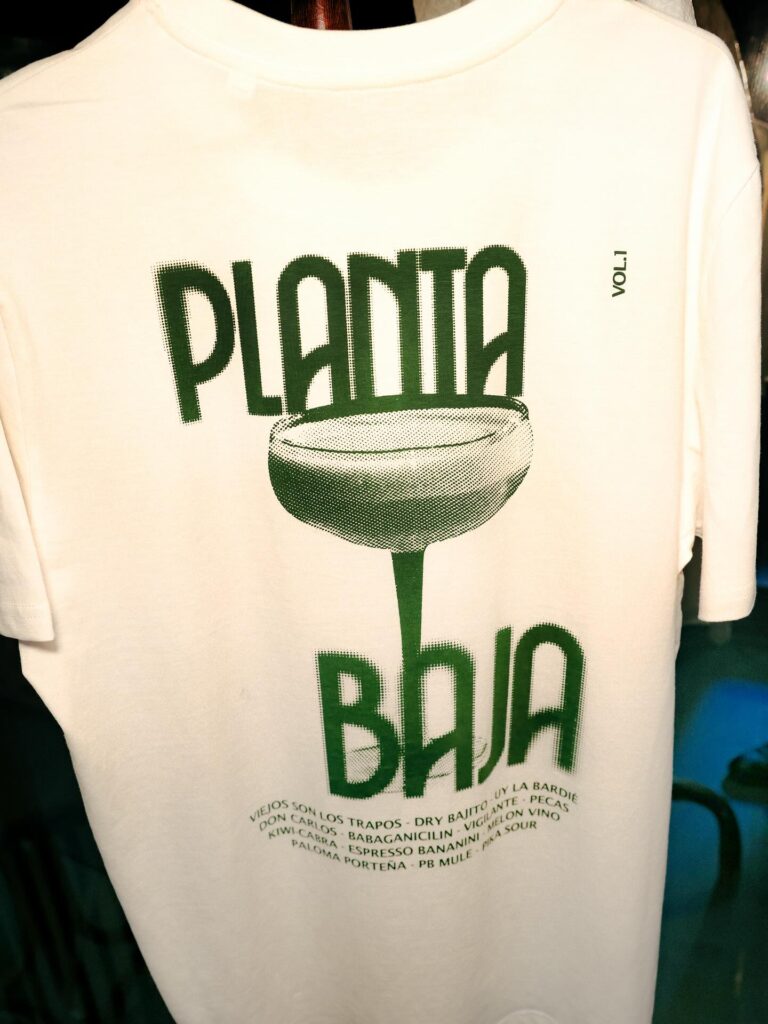 PLANTA
VOL.1
BAJA
VIEJOS SON LOS TRAPOS · DRY BAJITO · UY LA BARDIÉ
DON CARLOS · BABAGANICILIN · VIGILANTE · PECAS
KIWI-CABRA · ESPRESSO BANANINI · MELON VINO
PALOMA PORTEÑA · PB MULE · PIKA SOUR